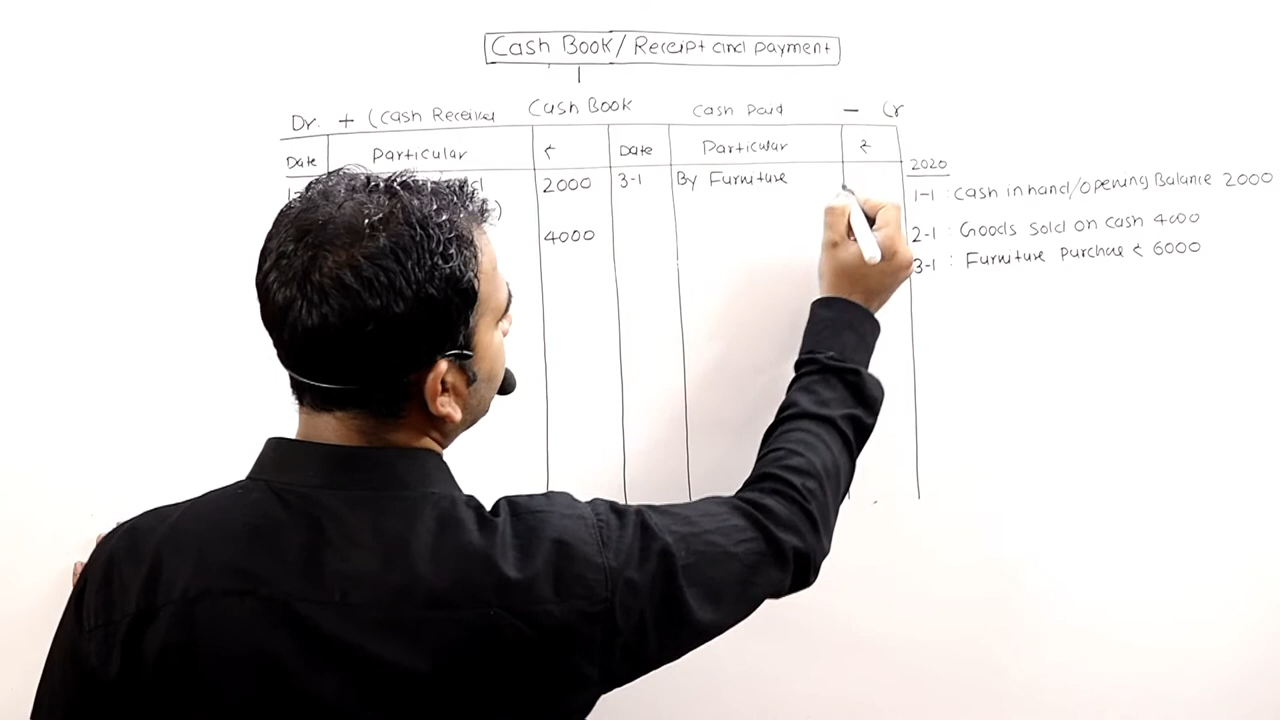 Cash Book/Receipt and payment
Dr. + (Cash Receive Cash Book Cash Paid - Cr
Date Particular ₹ Date Particular ₹
2000 3-1 By Furniture
4000
2020
1-1 : Cash in hand/opening Balance 2000
2-1 : Goods sold on cash 4000
3-1 : Furniture purchase ₹ 6000